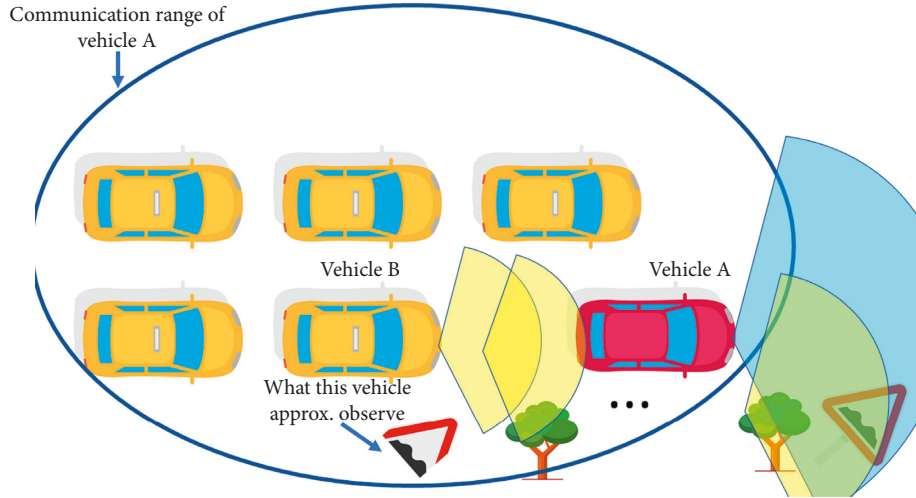 Communication range of
vehicle A
Vehicle B
Vehicle A
What this vehicle
approx. observe
...